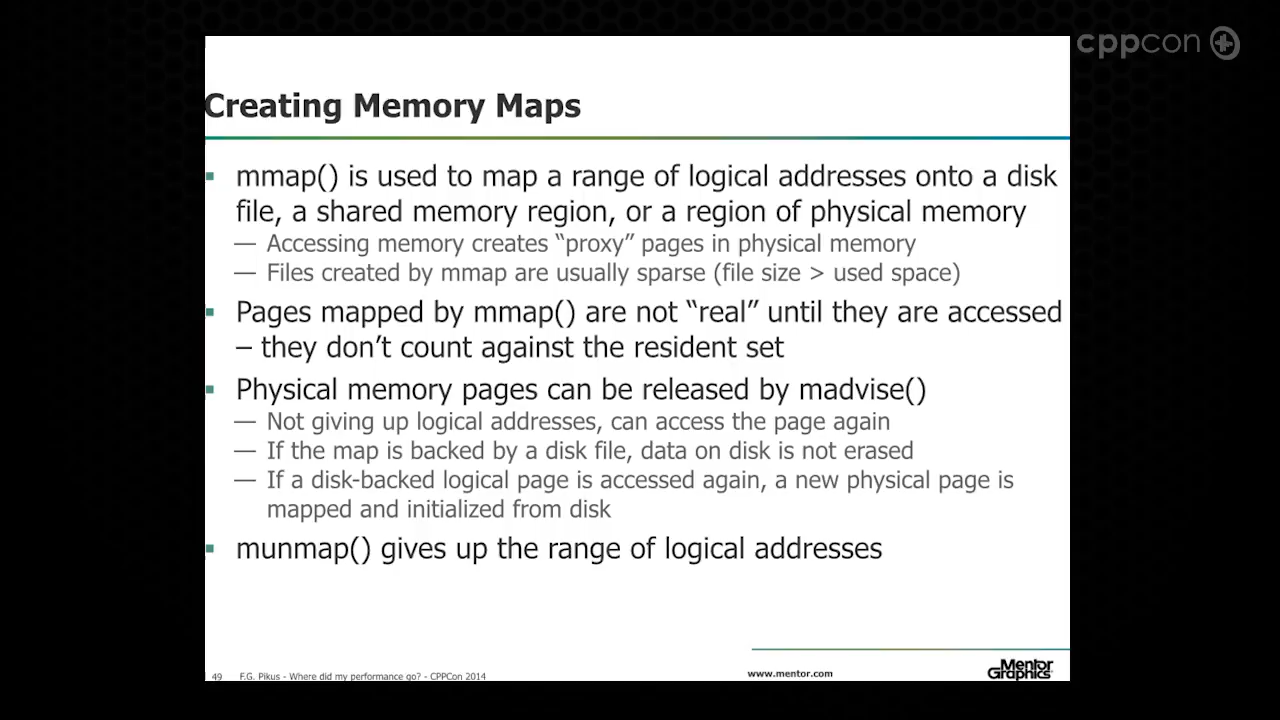 cppcon
Creating Memory Maps
▪ mmap() is used to map a range of logical addresses onto a disk
file, a shared memory region, or a region of physical memory
— Accessing memory creates “proxy” pages in physical memory
— Files created by mmap are usually sparse (file size > used space)
▪ Pages mapped by mmap() are not “real” until they are accessed
– they don’t count against the resident set
▪ Physical memory pages can be released by madvise()
— Not giving up logical addresses, can access the page again
— If the map is backed by a disk file, data on disk is not erased
— If a disk-backed logical page is accessed again, a new physical page is
mapped and initialized from disk
▪ munmap() gives up the range of logical addresses
49 F.G. Pikus - Where did my performance go? - CPPCon 2014
www.mentor.com
Mentor
Graphics